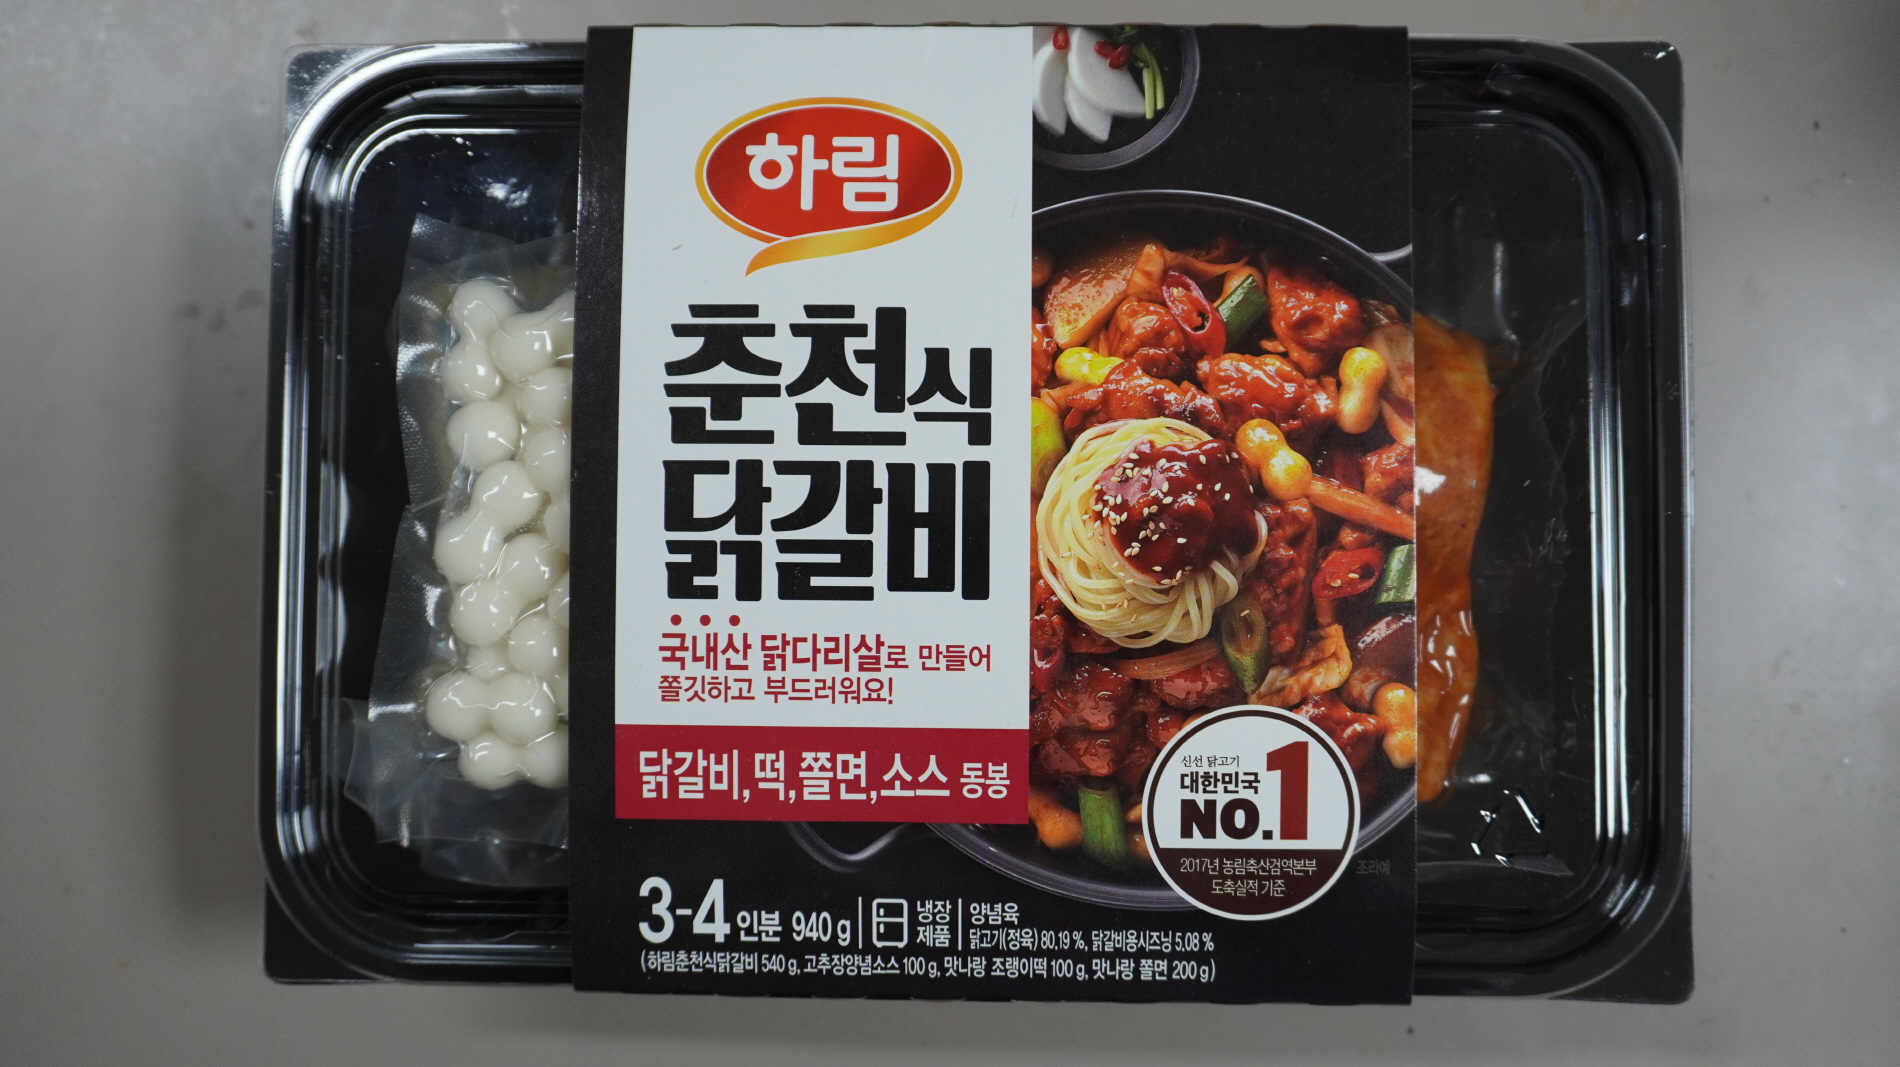 하림
춘천식
닭갈비
국내산 닭다리살로 만들어
쫄깃하고 부드러워요!
닭갈비, 떡, 쫄면, 소스 동봉
신선 닭고기
대한민국
NO.1
2017년 농림축산검역본부
도축실적 기준
조리예
3-4 인분 940 g
냉장
제품
양념육
닭고기(정육) 80.19 %, 닭갈비용시즈닝 5.08 %
(하림춘천식닭갈비 540 g, 고추장양념소스 100 g, 맛나랑 조랭이떡 100 g, 맛나랑 쫄면 200 g)